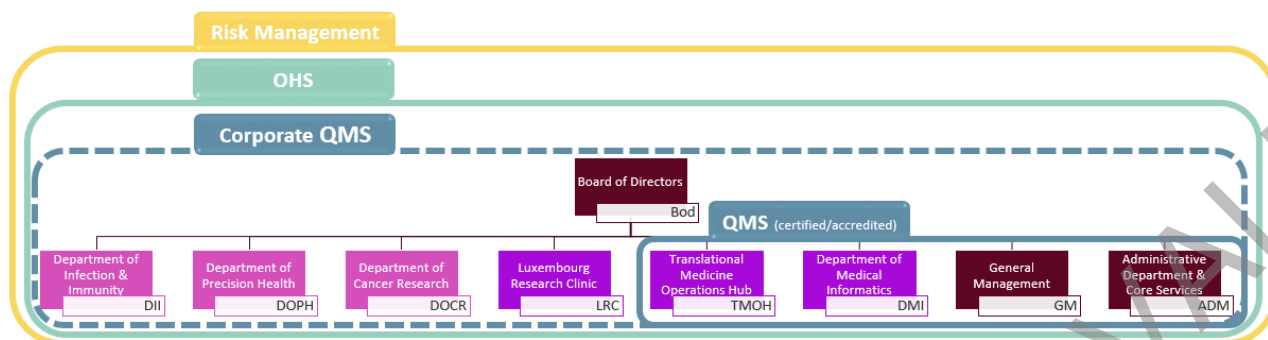 Risk Management
OHS
Corporate QMS
Board of Directors
Bod
QMS (certified/accredited)
Department of
Infection &
Immunity
DII
Department of
Precision Health
DOPH
Department of
Cancer Research
DOCR
Luxembourg
Research Clinic
LRC
Translational
Medicine
Operations Hub
TMOH
Department of
Medical
Informatics
DMI
General
Management
GM
Administrative
Department &
Core Services
ADM